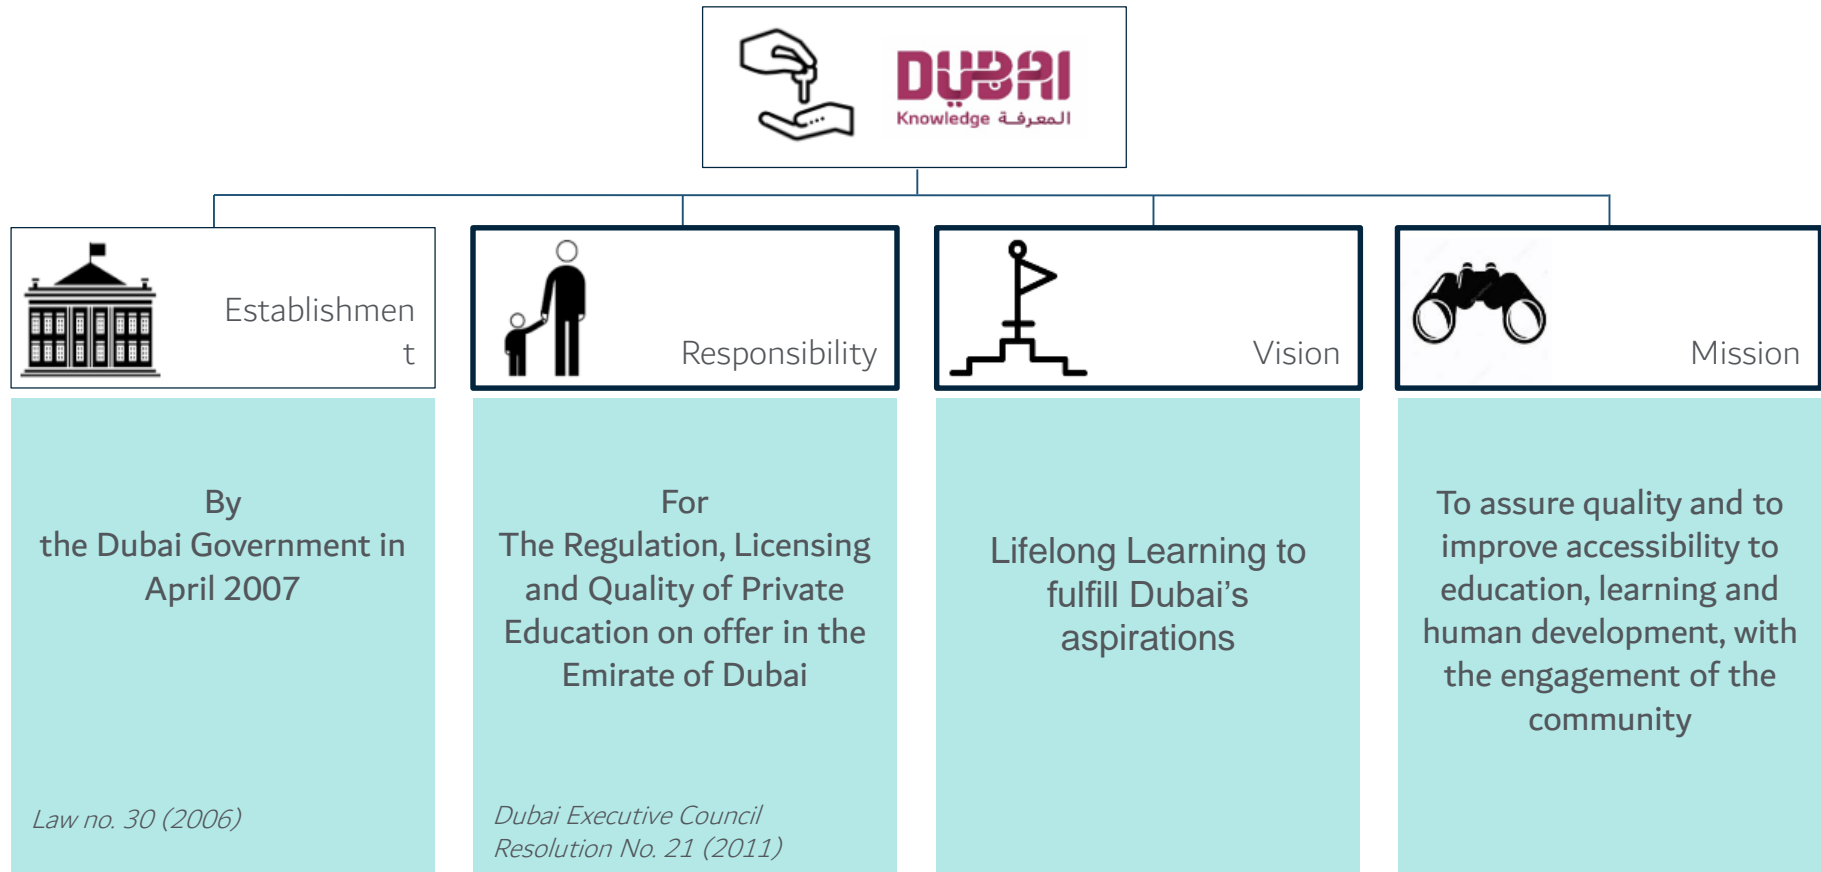 DUBAI
Knowledge المعرفة
Establishmen
t
Responsibility
Vision
Mission
By
the Dubai Government in
April 2007
Law no. 30 (2006)
For
The Regulation, Licensing
and Quality of Private
Education on offer in the
Emirate of Dubai
Dubai Executive Council
Resolution No. 21 (2011)
Lifelong Learning to
fulfill Dubai’s
aspirations
To assure quality and to
improve accessibility to
education, learning and
human development, with
the engagement of the
community